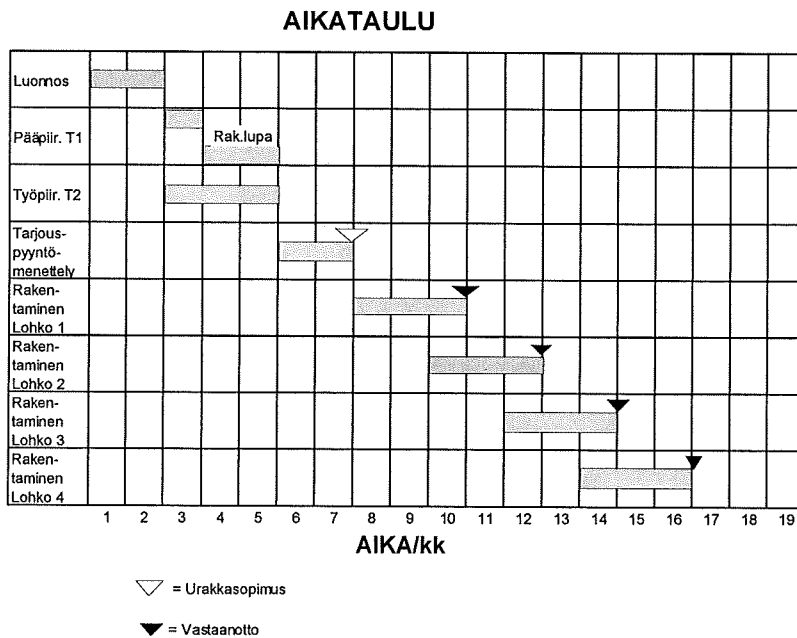 AIKATAULU
Luonnos
Pääpiir. T1
Rak.lupa
Työpiir. T2
Tarjous-
pyyntö-
menettely
Raken-
taminen
Lohko 1
Raken-
taminen
Lohko 2
Raken-
taminen
Lohko 3
Raken-
taminen
Lohko 4
1 2 3 4 5 6 7 8 9 10 11 12 13 14 15 16 17 18 19
AIKA/kk
= Urakkasopimus
= Vastaanotto